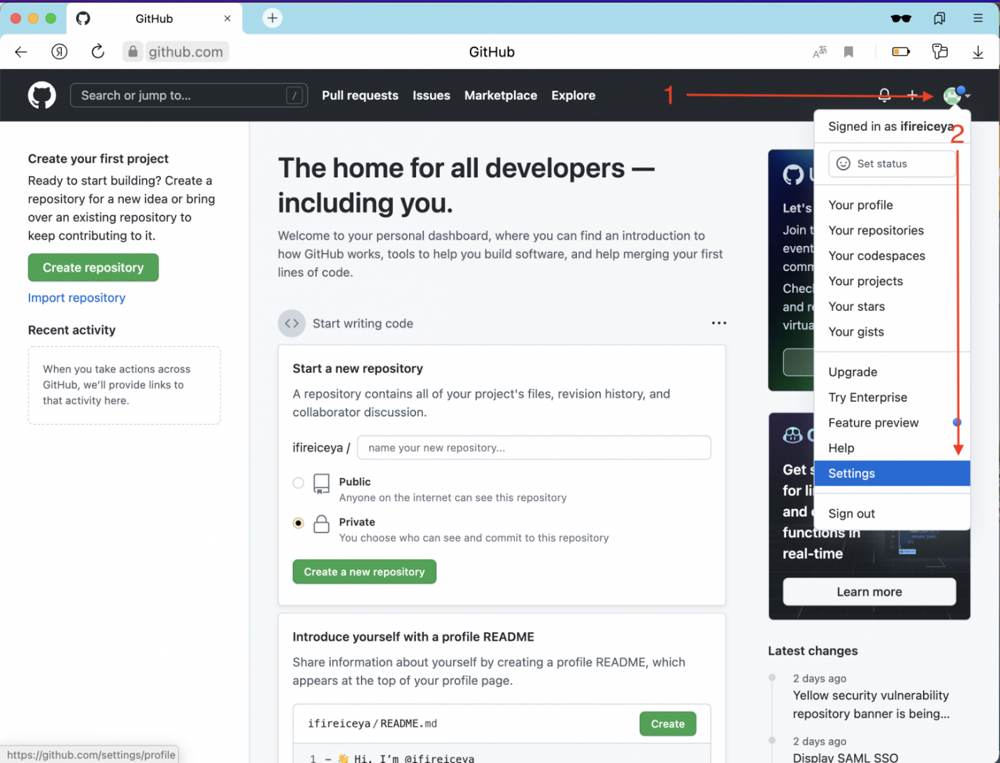 GitHub
github.com
GitHub
Search or jump to...
/
Pull requests
Issues
Marketplace
Explore
1
Signed in as ifireiceya
2
Set status
Your profile
Your repositories
Your codespaces
Your projects
Your stars
Your gists
Upgrade
Try Enterprise
Feature preview
Help
Settings
Sign out
Create your first project
Ready to start building? Create a
repository for a new idea or bring
over an existing repository to
keep contributing to it.
Create repository
Import repository
Recent activity
When you take actions across
GitHub, we’ll provide links to
that activity here.
The home for all developers —
including you.
Welcome to your personal dashboard, where you can find an introduction to
how GitHub works, tools to help you build software, and help merging your first
lines of code.
Start writing code
Start a new repository
A repository contains all of your project's files, revision history, and
collaborator discussion.
ifireiceya /
name your new repository...
Public
Anyone on the internet can see this repository
Private
You choose who can see and commit to this repository
Create a new repository
Introduce yourself with a profile README
Share information about yourself by creating a profile README, which
appears at the top of your profile page.
ifireiceya/README.md
Create
1 - 👋 Hi, I’m @ifireiceya
Let's
Join
event
comm
Chec
and
virtua
Get
for
and
functions in
real-time
Learn more
Latest changes
2 days ago
Yellow security vulnerability
repository banner is being...
2 days ago
Display SAML SSO
https://github.com/settings/profile